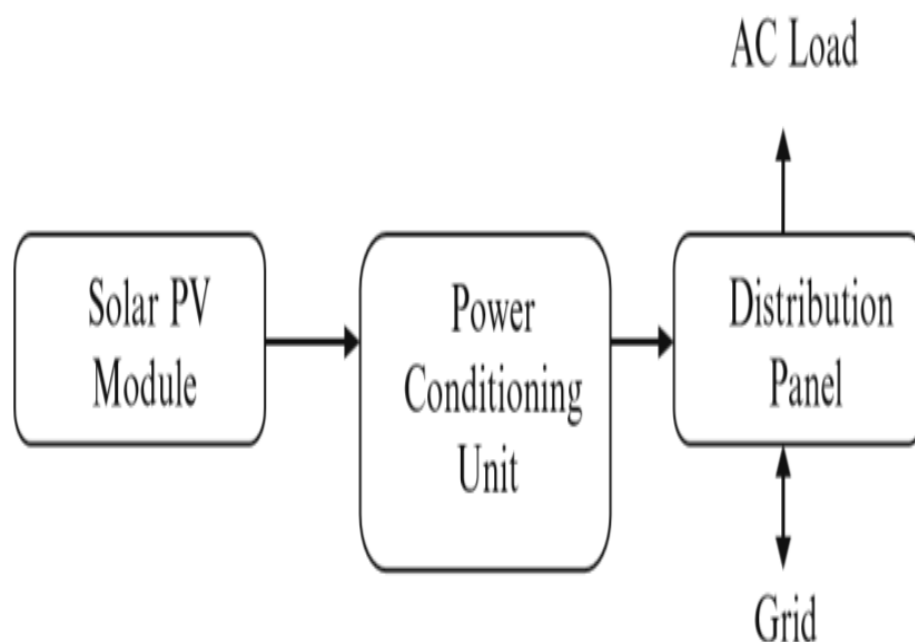 AC Load
Solar PV
Module
Power
Conditioning
Unit
Distribution
Panel
Grid